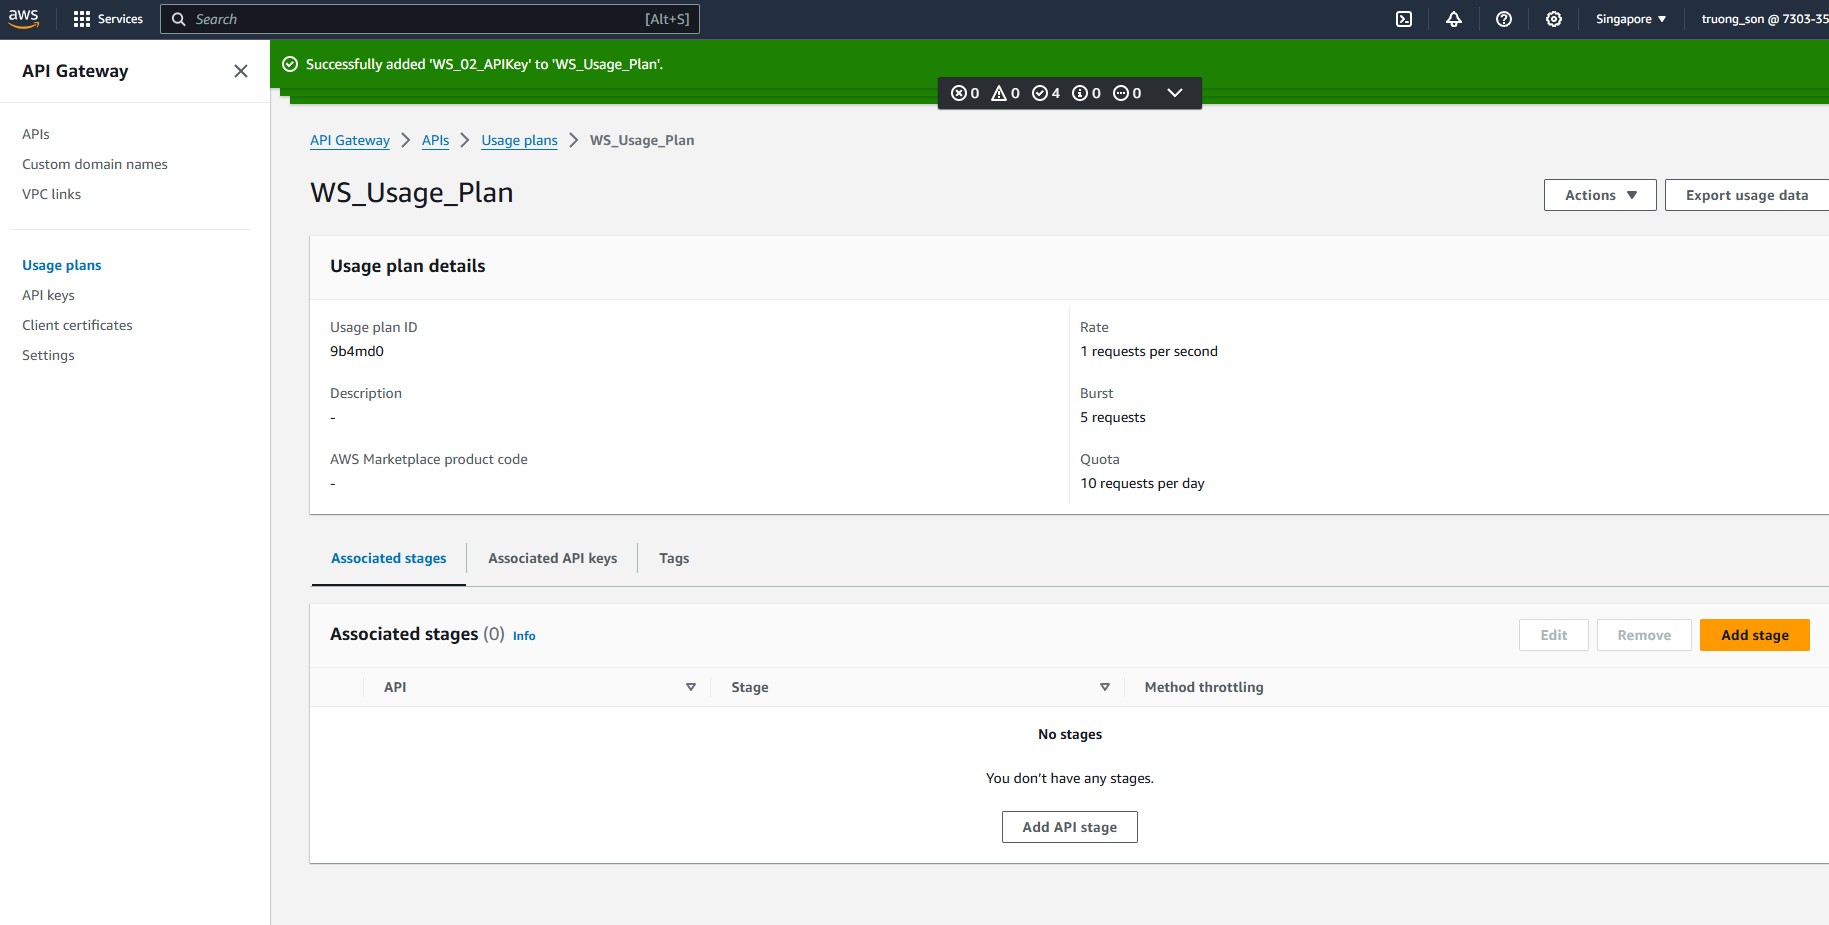 aws Services Search [Alt+S] Singapore ▼ truong_son @ 7303-35
API Gateway
APIs
Custom domain names
VPC links
Usage plans
API keys
Client certificates
Settings
Successfully added 'WS_02_APIKey' to 'WS_Usage_Plan'.
0 0 4 0 0
API Gateway > APIs > Usage plans > WS_Usage_Plan
WS_Usage_Plan
Actions ▼ Export usage data
Usage plan details
Usage plan ID
9b4md0
Description
-
AWS Marketplace product code
-
Rate
1 requests per second
Burst
5 requests
Quota
10 requests per day
Associated stages Associated API keys Tags
Associated stages (0) Info Edit Remove Add stage
API Stage Method throttling
No stages
You don’t have any stages.
Add API stage